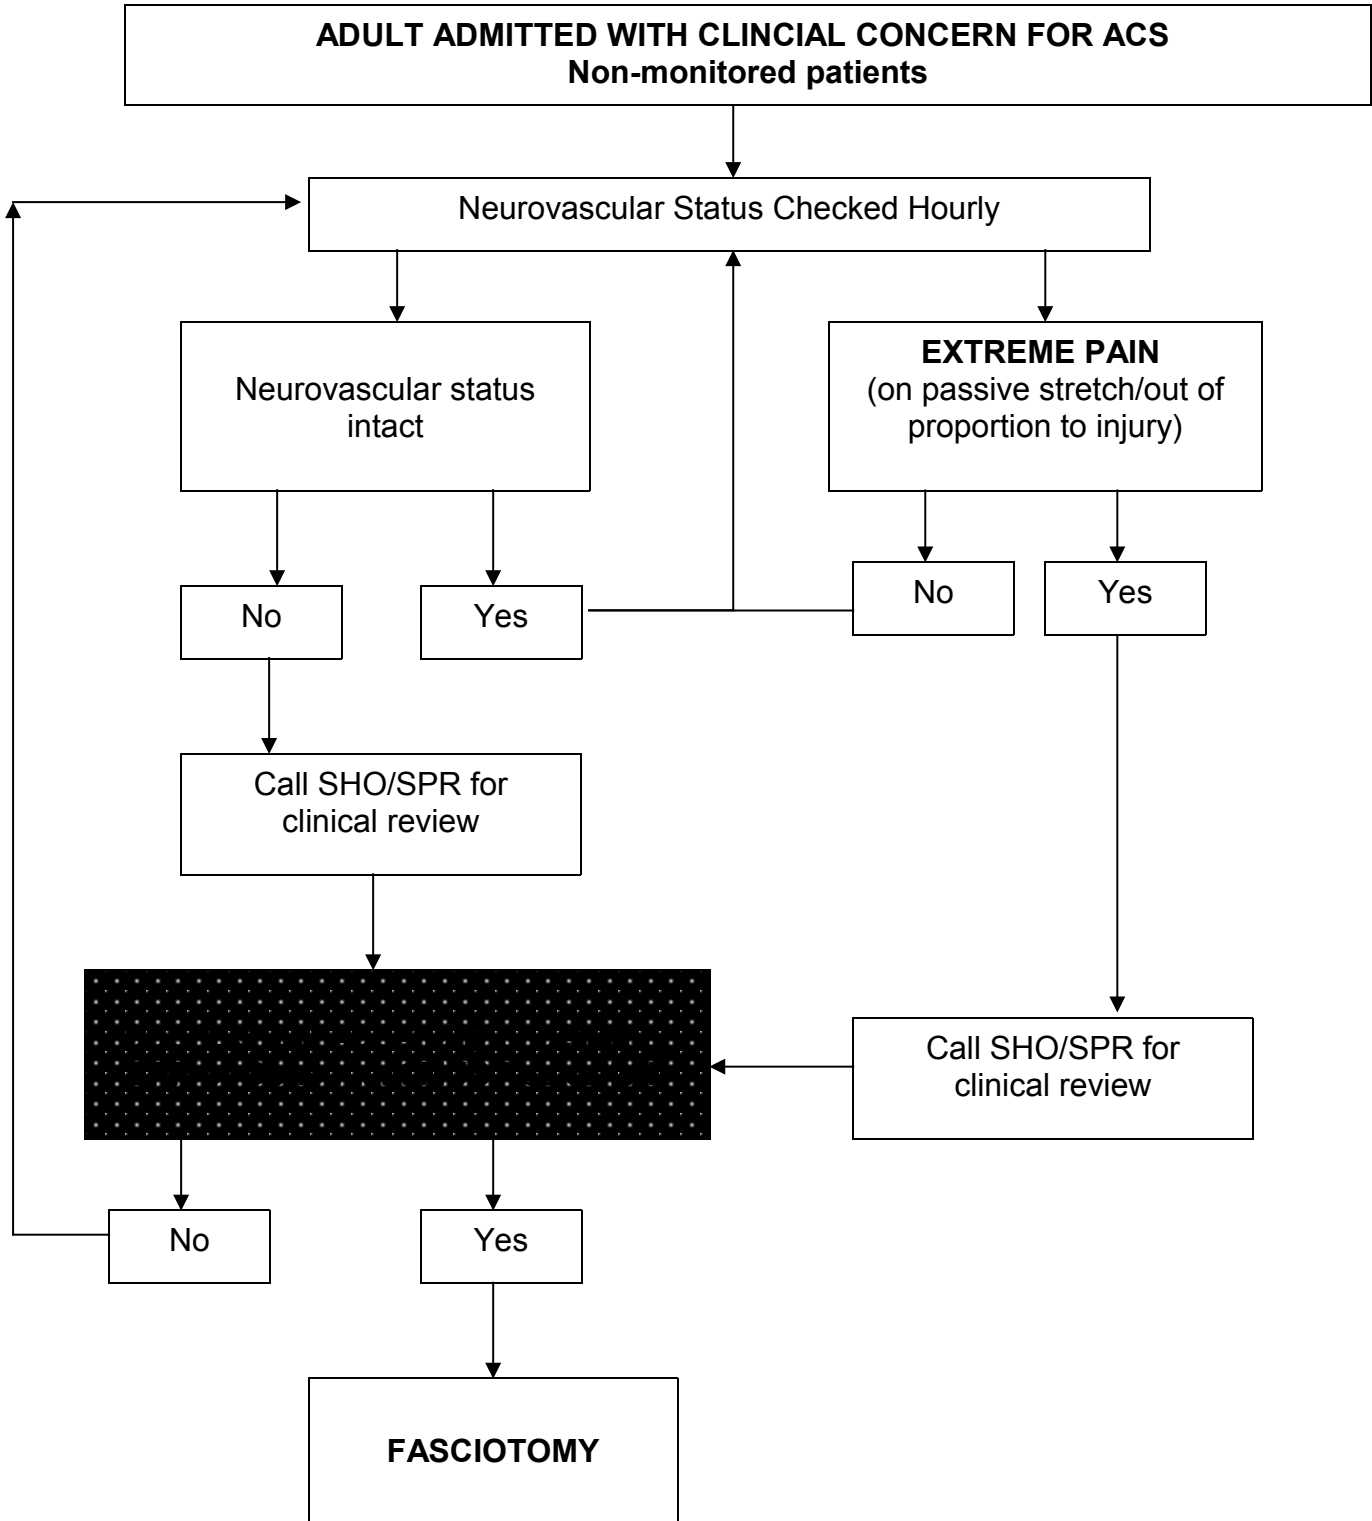 ADULT ADMITTED WITH CLINCIAL CONCERN FOR ACS
Non-monitored patients
Neurovascular Status Checked Hourly
Neurovascular status
intact
EXTREME PAIN
(on passive stretch/out of
proportion to injury)
No
Yes
No
Yes
Call SHO/SPR for
clinical review
Call SHO/SPR for
clinical review
No
Yes
FASCIOTOMY